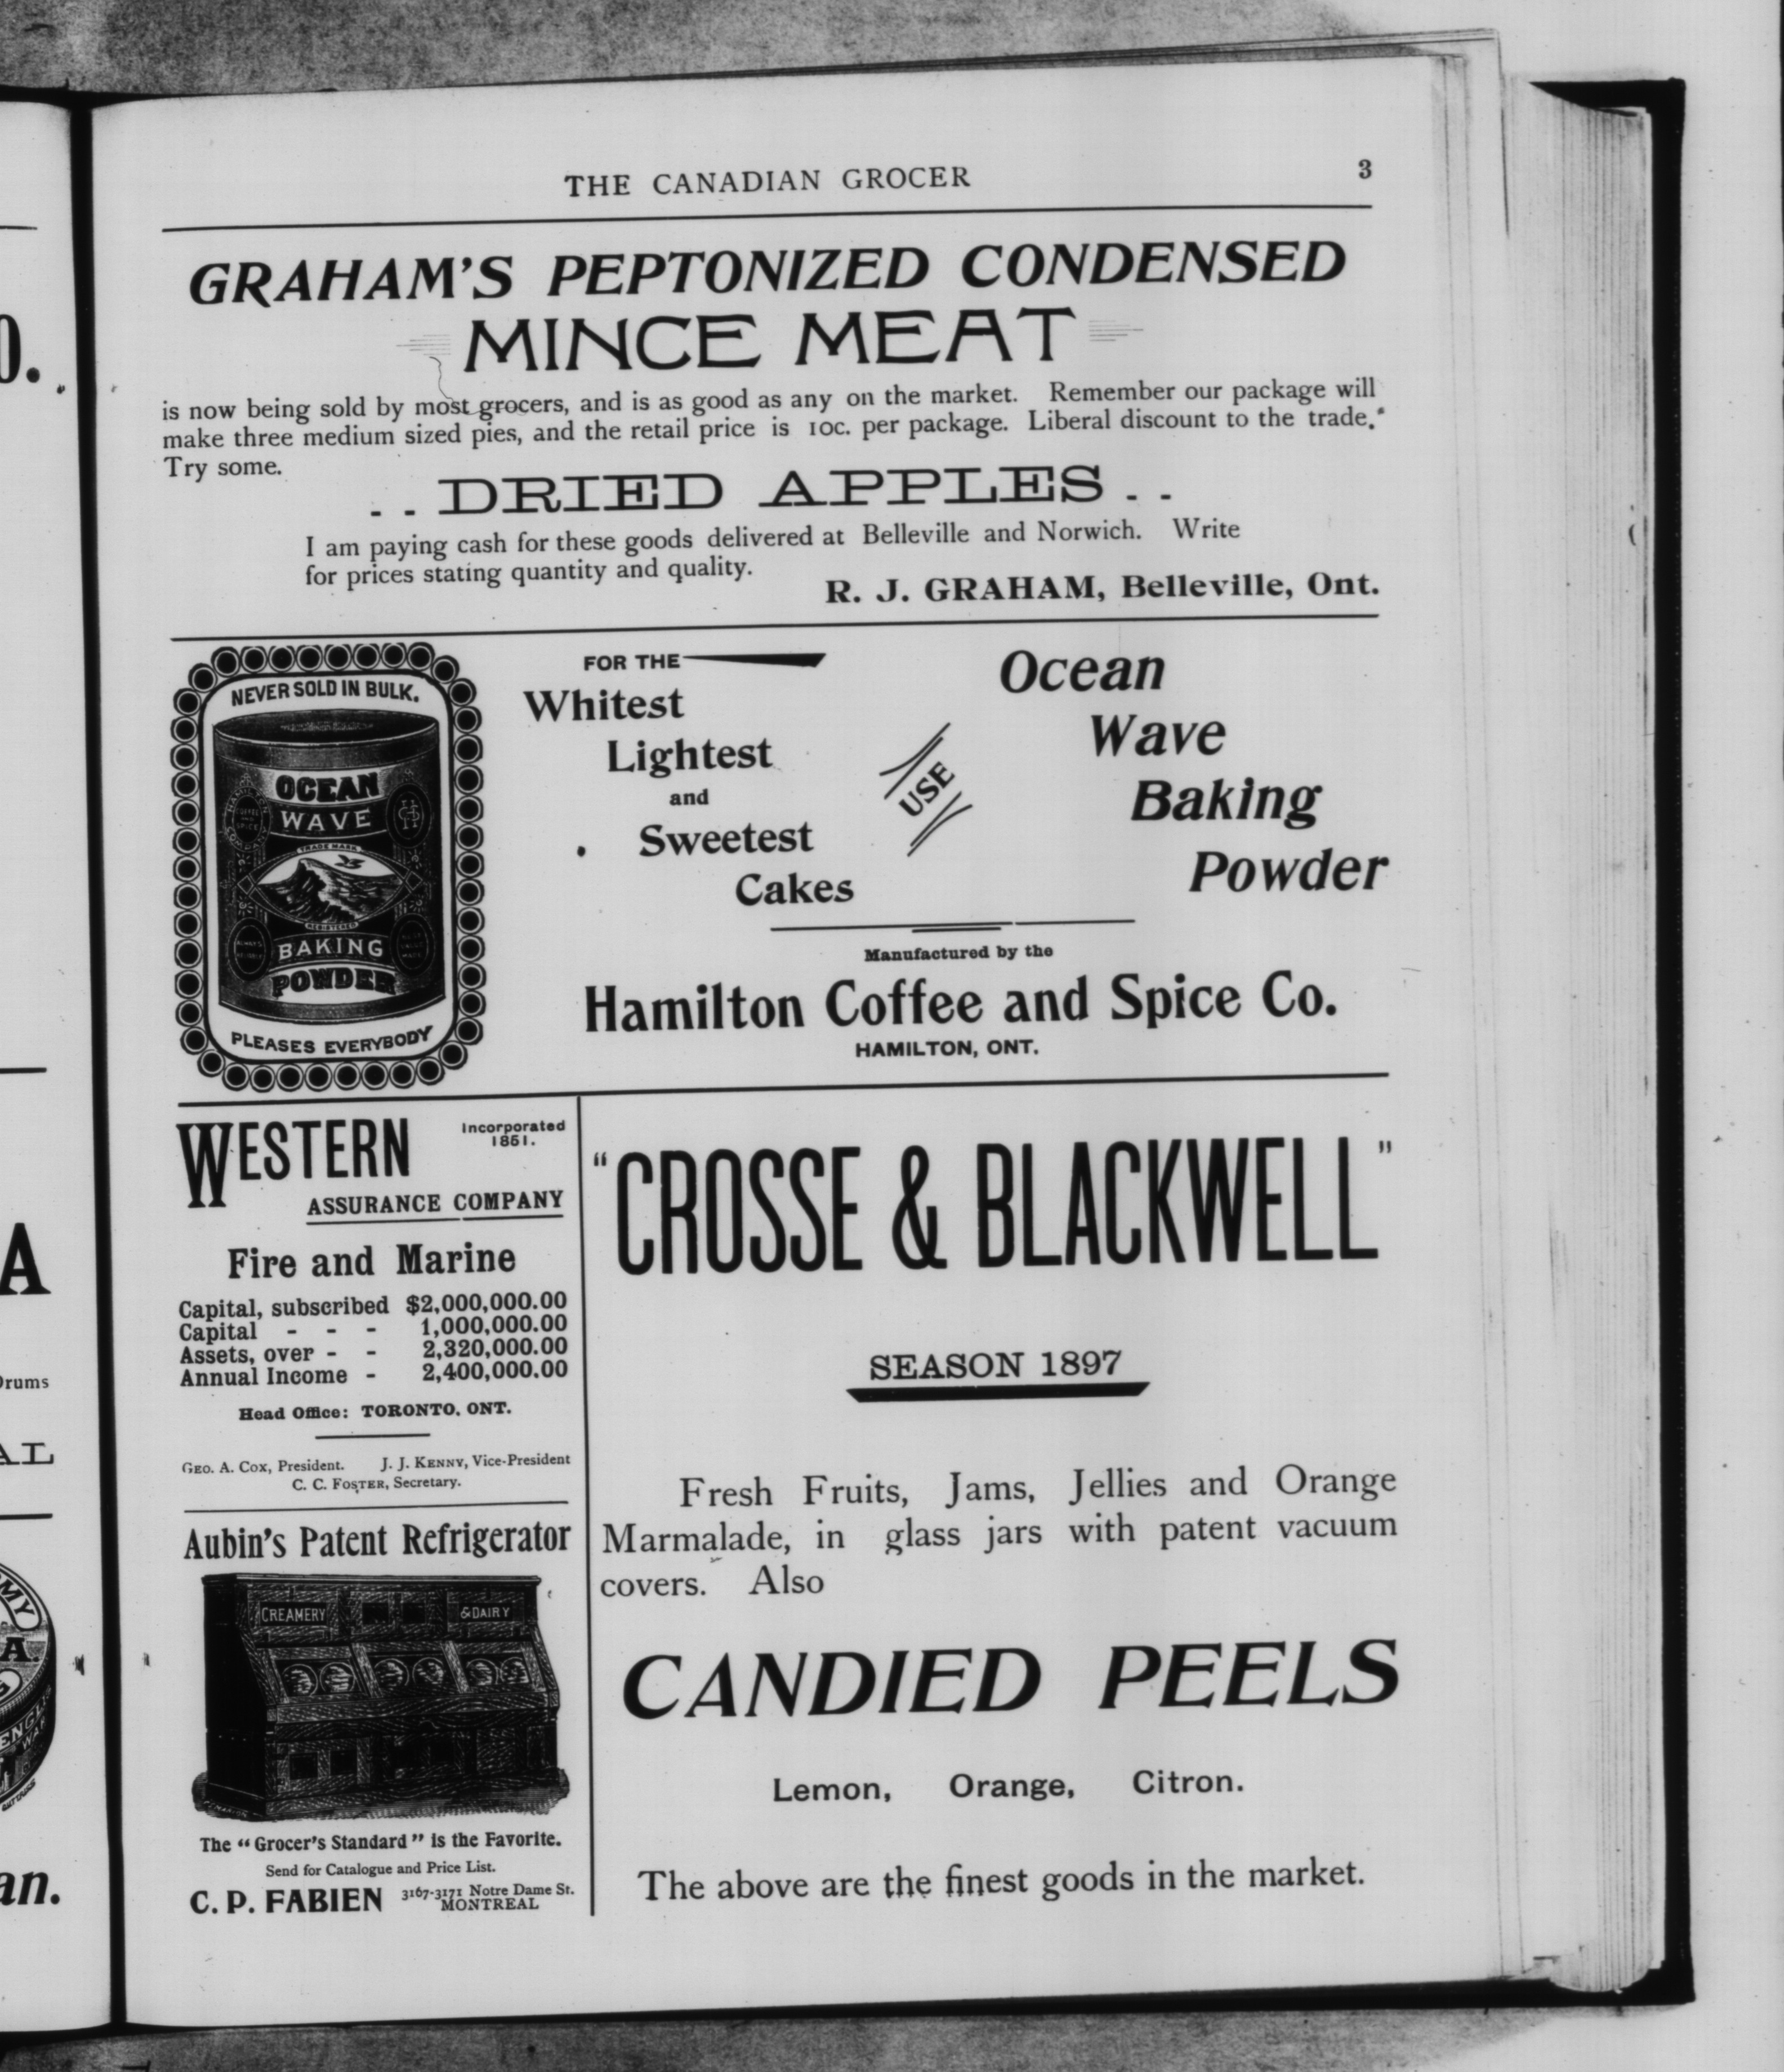 THE CANADIAN GROCER 3
GRAHAM'S PEPTONIZED CONDENSED
MINCE MEAT
is now being sold by most grocers, and is as good as any on the market. Remember our package will
make three medium sized pies, and the retail price is 10c. per package. Liberal discount to the trade.
Try some.
. . DRIED APPLES . .
I am paying cash for these goods delivered at Belleville and Norwich. Write
for prices stating quantity and quality.
R. J. GRAHAM, Belleville, Ont.
NEVER SOLD IN BULK.
OCEAN
WAVE
TRADE MARK
REGISTERED
BAKING
POWDER
PLEASES EVERYBODY
FOR THE
Whitest
Lightest
and
Sweetest
Cakes
USE
Ocean
Wave
Baking
Powder
Manufactured by the
Hamilton Coffee and Spice Co.
HAMILTON, ONT.
WESTERN
Incorporated
1851.
ASSURANCE COMPANY
Fire and Marine
Capital, subscribed $2,000,000.00
Capital - - - 1,000,000.00
Assets, over - - 2,320,000.00
Annual Income - 2,400,000.00
Head Office: TORONTO, ONT.
GEO. A. COX, President. J. J. KENNY, Vice-President
C. C. FOSTER, Secretary.
Aubin's Patent Refrigerator
CREAMERY & DAIRY
The "Grocer's Standard" is the Favorite.
Send for Catalogue and Price List.
C. P. FABIEN 3167-3171 Notre Dame St.
MONTREAL
"CROSSE & BLACKWELL"
SEASON 1897
Fresh Fruits, Jams, Jellies and Orange
Marmalade, in glass jars with patent vacuum
covers. Also
CANDIED PEELS
Lemon, Orange, Citron.
The above are the finest goods in the market.